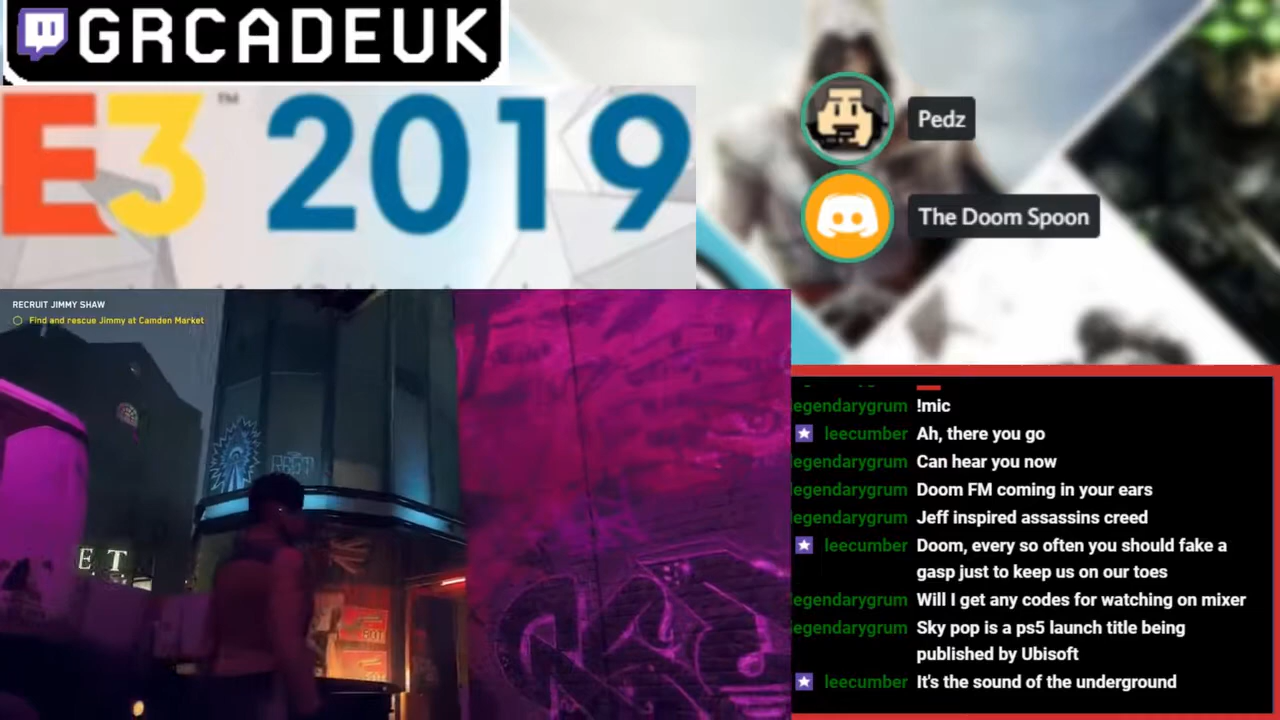 GRCADEUK
E3™ 2019
Pedz
The Doom Spoon
RECRUIT JIMMY SHAW
Find and rescue Jimmy at Camden Market
E T
egendarygrum !mic
leecumber Ah, there you go
egendarygrum Can hear you now
egendarygrum Doom FM coming in your ears
egendarygrum Jeff inspired assassins creed
leecumber Doom, every so often you should fake a
gasp just to keep us on our toes
egendarygrum Will I get any codes for watching on mixer
egendarygrum Sky pop is a ps5 launch title being
published by Ubisoft
leecumber It's the sound of the underground